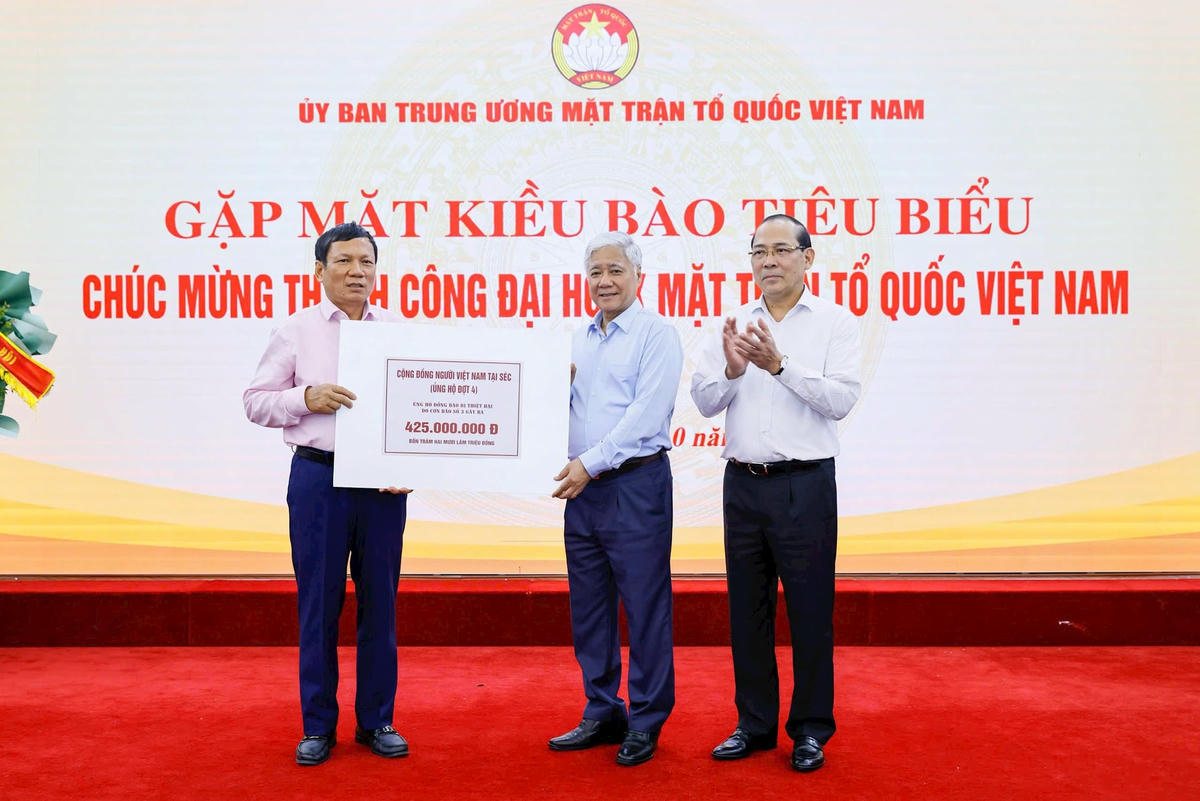 MẶT TRẬN TỔ QUỐC
VIỆT NAM
ỦY BAN TRUNG ƯƠNG MẶT TRẬN TỔ QUỐC VIỆT NAM
GẶP MẶT KIỀU BÀO TIÊU BIỂU
CHÚC MỪNG TH H CÔNG ĐẠI HỘ X MẶT T N TỔ QUỐC VIỆT NAM
0 năm
CỘNG ĐỒNG NGƯỜI VIỆT NAM TẠI SÉC
(ỦNG HỘ ĐỢT 4)
ỦNG HỘ ĐỒNG BÀO BỊ THIỆT HẠI
DO CƠN BÃO SỐ 3 GÂY RA
425.000.000 Đ
BỐN TRĂM HAI MƯƠI LĂM TRIỆU ĐỒNG